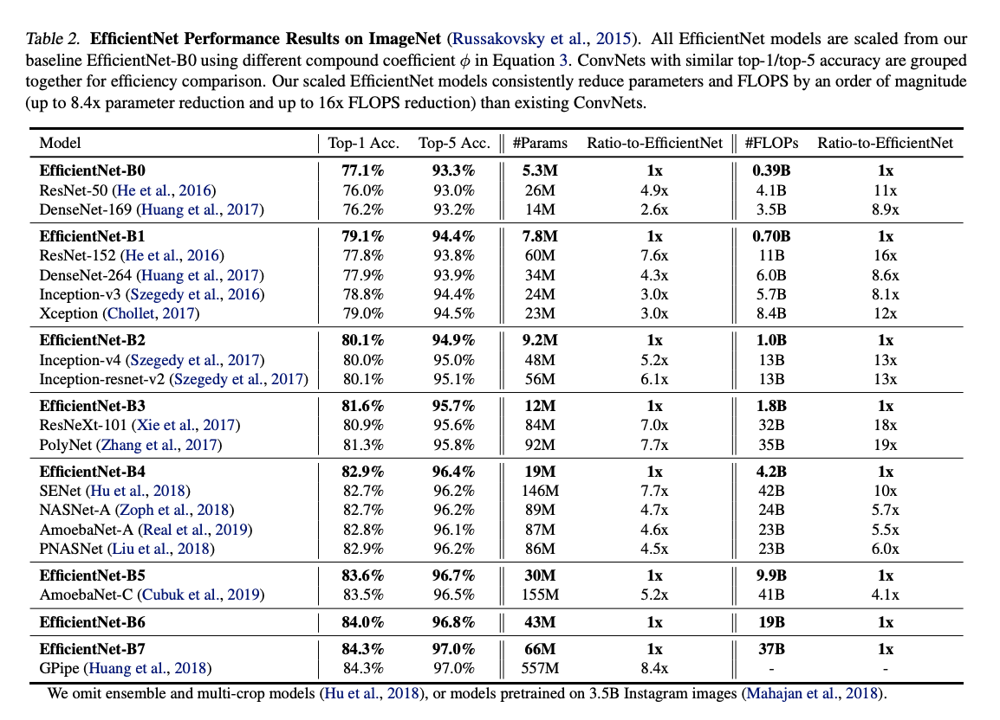 Table 2. EfficientNet Performance Results on ImageNet (Russakovsky et al., 2015). All EfficientNet models are scaled from our
baseline EfficientNet-B0 using different compound coefficient ϕ in Equation 3. ConvNets with similar top-1/top-5 accuracy are grouped
together for efficiency comparison. Our scaled EfficientNet models consistently reduce parameters and FLOPS by an order of magnitude
(up to 8.4x parameter reduction and up to 16x FLOPS reduction) than existing ConvNets.
Model Top-1 Acc. Top-5 Acc. #Params Ratio-to-EfficientNet #FLOPs Ratio-to-EfficientNet
EfficientNet-B0 77.1% 93.3% 5.3M 1x 0.39B 1x
ResNet-50 (He et al., 2016) 76.0% 93.0% 26M 4.9x 4.1B 11x
DenseNet-169 (Huang et al., 2017) 76.2% 93.2% 14M 2.6x 3.5B 8.9x
EfficientNet-B1 79.1% 94.4% 7.8M 1x 0.70B 1x
ResNet-152 (He et al., 2016) 77.8% 93.8% 60M 7.6x 11B 16x
DenseNet-264 (Huang et al., 2017) 77.9% 93.9% 34M 4.3x 6.0B 8.6x
Inception-v3 (Szegedy et al., 2016) 78.8% 94.4% 24M 3.0x 5.7B 8.1x
Xception (Chollet, 2017) 79.0% 94.5% 23M 3.0x 8.4B 12x
EfficientNet-B2 80.1% 94.9% 9.2M 1x 1.0B 1x
Inception-v4 (Szegedy et al., 2017) 80.0% 95.0% 48M 5.2x 13B 13x
Inception-resnet-v2 (Szegedy et al., 2017) 80.1% 95.1% 56M 6.1x 13B 13x
EfficientNet-B3 81.6% 95.7% 12M 1x 1.8B 1x
ResNeXt-101 (Xie et al., 2017) 80.9% 95.6% 84M 7.0x 32B 18x
PolyNet (Zhang et al., 2017) 81.3% 95.8% 92M 7.7x 35B 19x
EfficientNet-B4 82.9% 96.4% 19M 1x 4.2B 1x
SENet (Hu et al., 2018) 82.7% 96.2% 146M 7.7x 42B 10x
NASNet-A (Zoph et al., 2018) 82.7% 96.2% 89M 4.7x 24B 5.7x
AmoebaNet-A (Real et al., 2019) 82.8% 96.1% 87M 4.6x 23B 5.5x
PNASNet (Liu et al., 2018) 82.9% 96.2% 86M 4.5x 23B 6.0x
EfficientNet-B5 83.6% 96.7% 30M 1x 9.9B 1x
AmoebaNet-C (Cubuk et al., 2019) 83.5% 96.5% 155M 5.2x 41B 4.1x
EfficientNet-B6 84.0% 96.8% 43M 1x 19B 1x
EfficientNet-B7 84.3% 97.0% 66M 1x 37B 1x
GPipe (Huang et al., 2018) 84.3% 97.0% 557M 8.4x - -
We omit ensemble and multi-crop models (Hu et al., 2018), or models pretrained on 3.5B Instagram images (Mahajan et al., 2018).